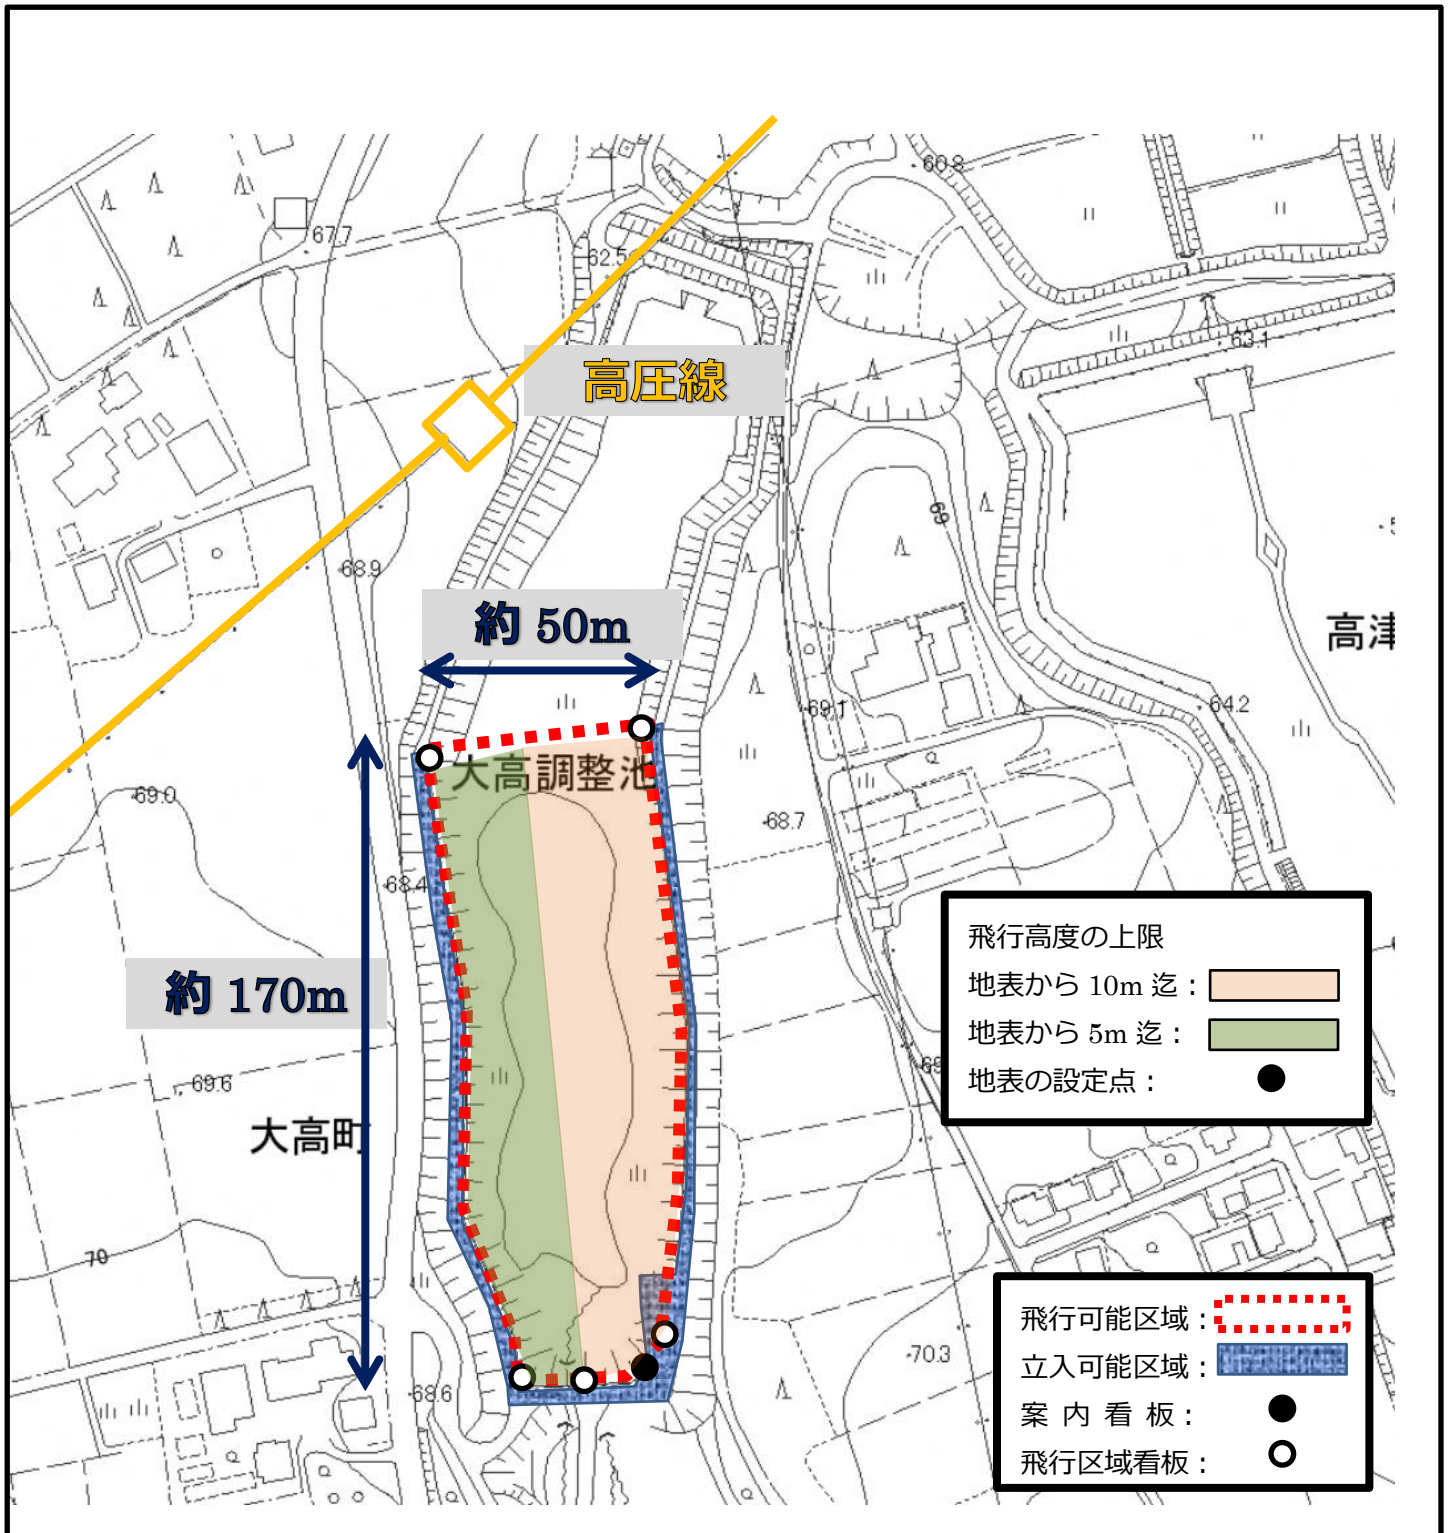 60.8
67.7
62.5
63.1
高圧線
69
68.9
約 50m
高津
69.1
64.2
大高調整池
69.0
68.7
68.4
飛行高度の上限
地表から 10m 迄：
地表から 5m 迄：
地表の設定点：
約 170m
69.6
大高町
70
飛行可能区域：
立入可能区域：
案 内 看 板：
飛行区域看板：
70.3
68.6